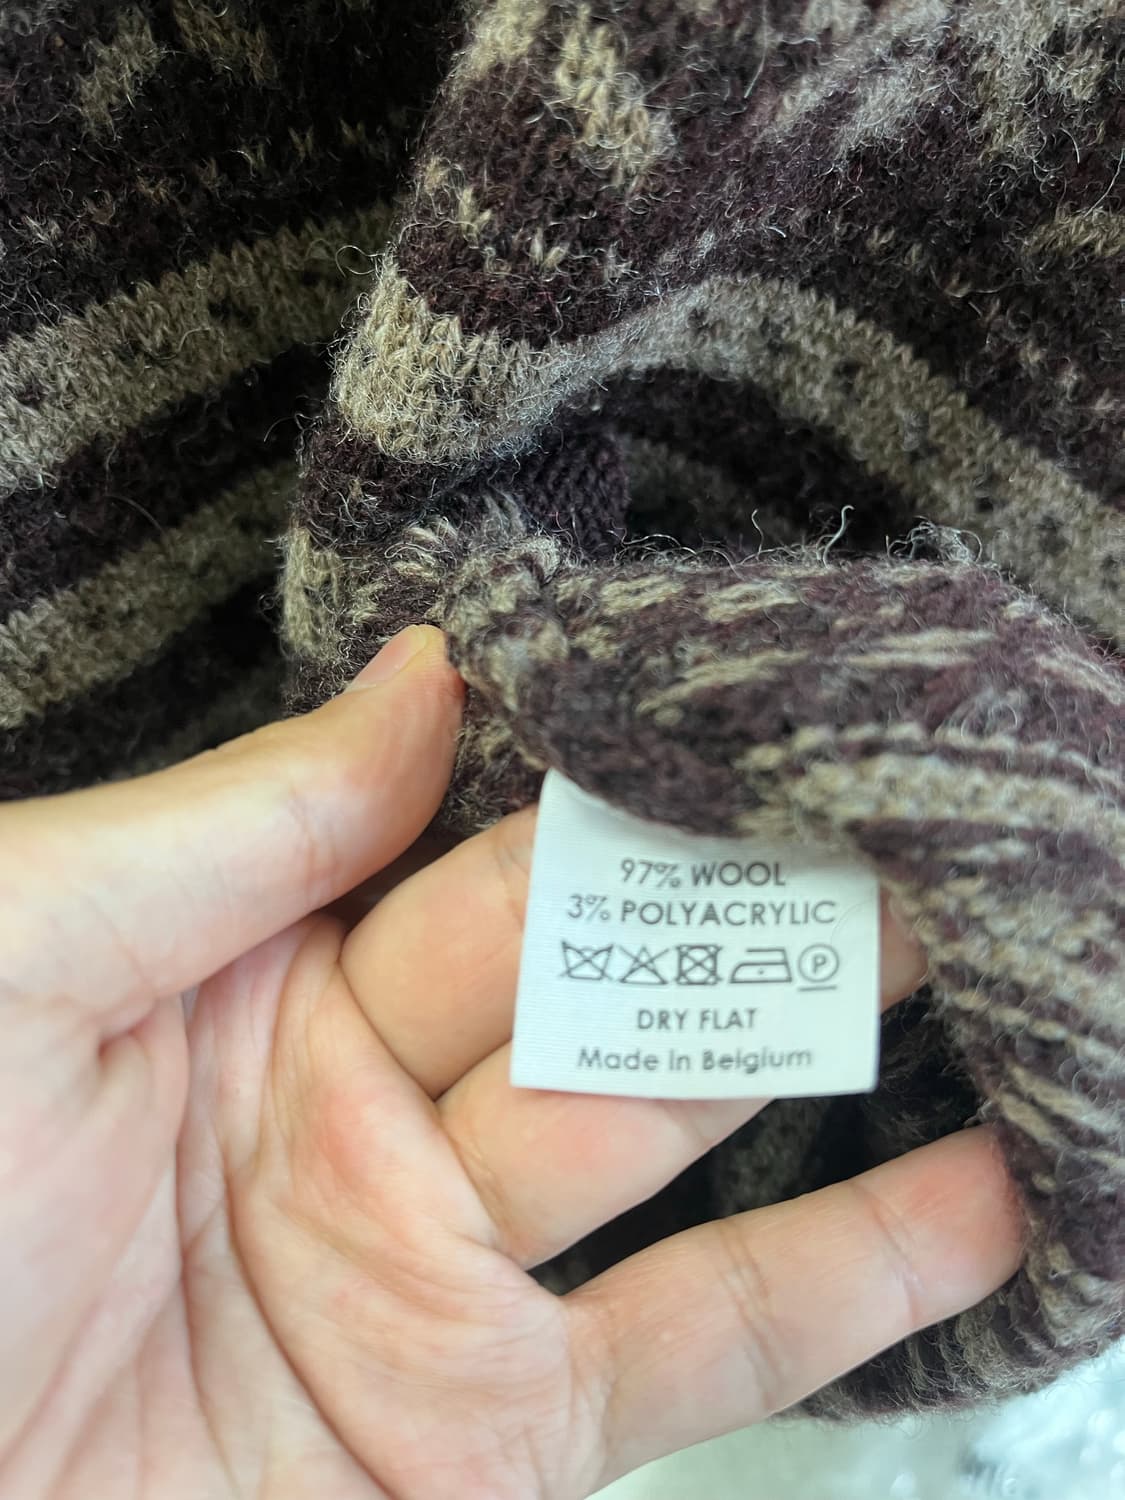 97% WOOL
3% POLYACRYLIC
P
DRY FLAT
Made In Belgium